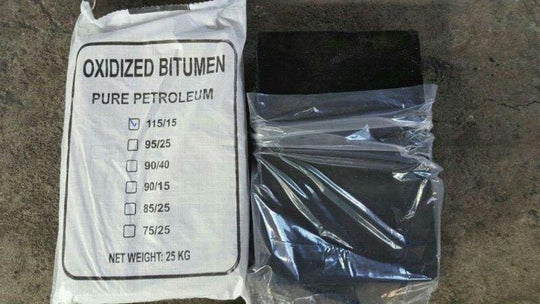 OXIDIZED BITUMEN
PURE PETROLEUM
115/15
95/25
90/40
90/15
85/25
75/25
NET WEIGHT: 25 KG